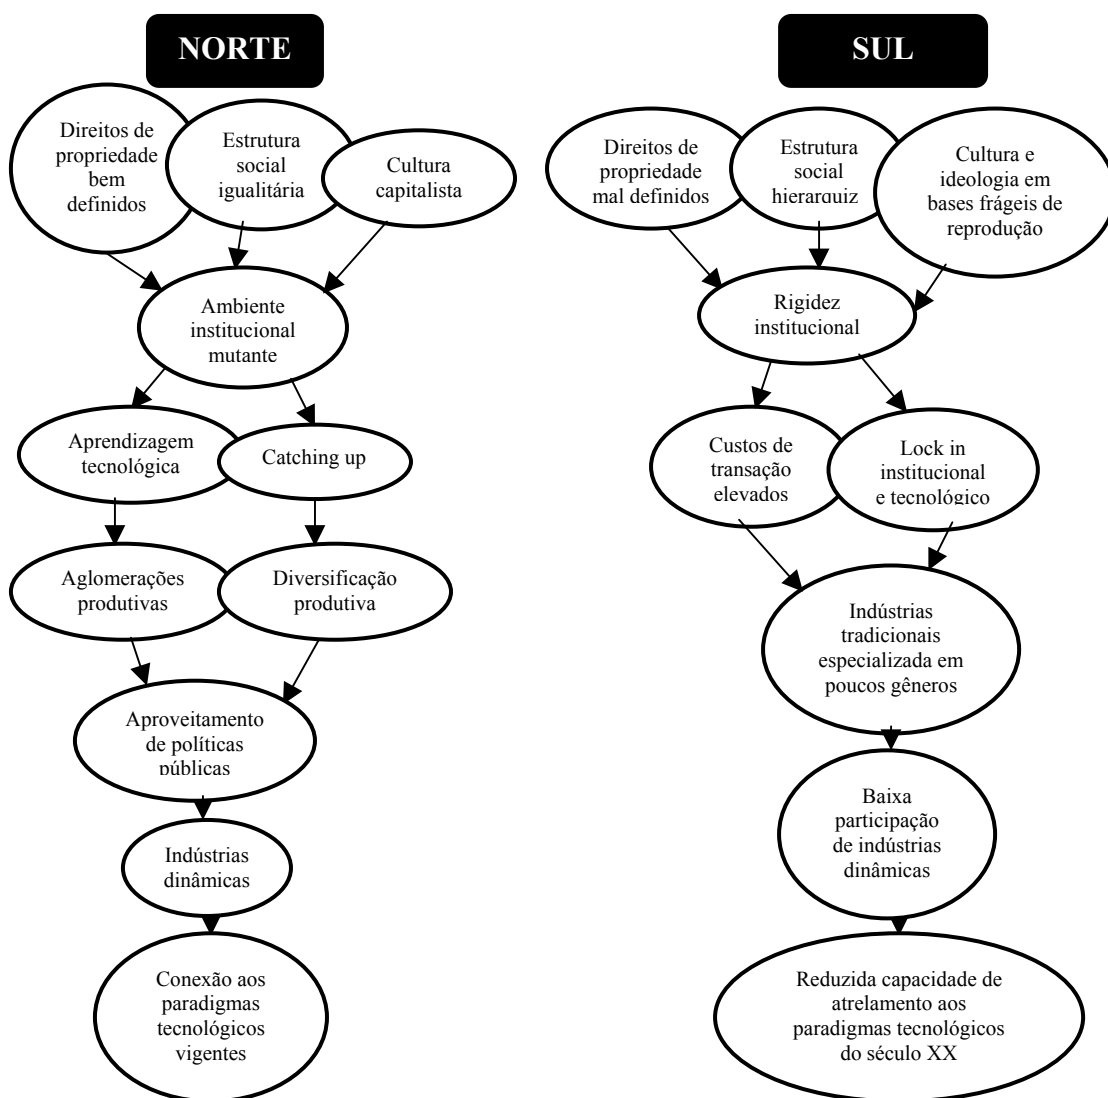 NORTE
Direitos de
propriedade
bem
definidos
Estrutura
social
igualitária
Cultura
capitalista
Ambiente
institucional
mutante
Aprendizagem
tecnológica
Catching up
Aglomerações
produtivas
Diversificação
produtiva
Aproveitamento
de políticas
públicas
Indústrias
dinâmicas
Conexão aos
paradigmas
tecnológicos
vigentes
SUL
Direitos de
propriedade
mal definidos
Estrutura
social
hierarquiz
Cultura e
ideologia em
bases frágeis de
reprodução
Rigidez
institucional
Custos de
transação
elevados
Lock in
institucional
e tecnológico
Indústrias
tradicionais
especializada em
poucos gêneros
Baixa
participação
de indústrias
dinâmicas
Reduzida capacidade de
atrelamento aos
paradigmas tecnológicos
do século XX